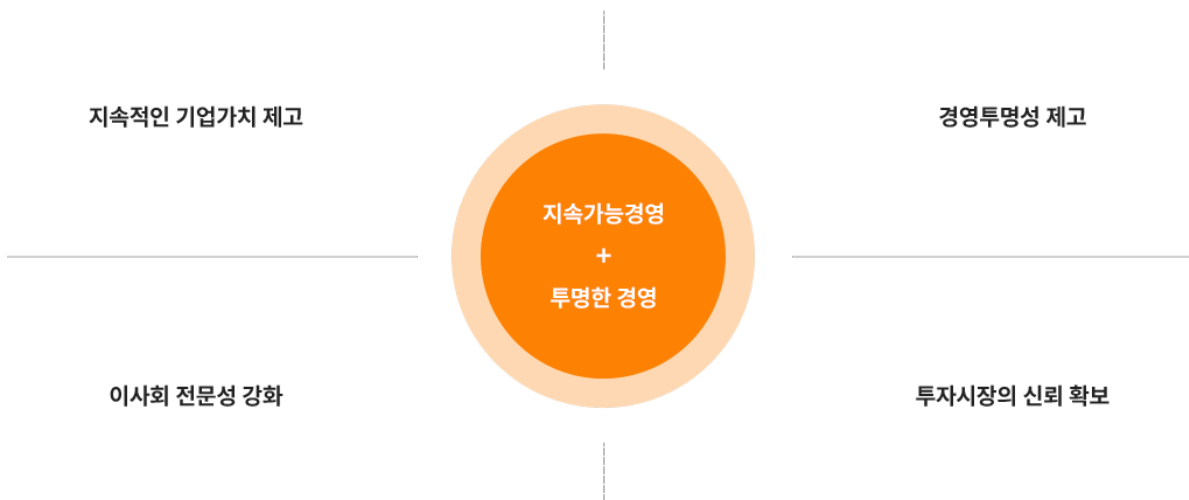 지속적인 기업가치 제고
경영투명성 제고
지속가능경영
+
투명한 경영
이사회 전문성 강화
투자시장의 신뢰 확보